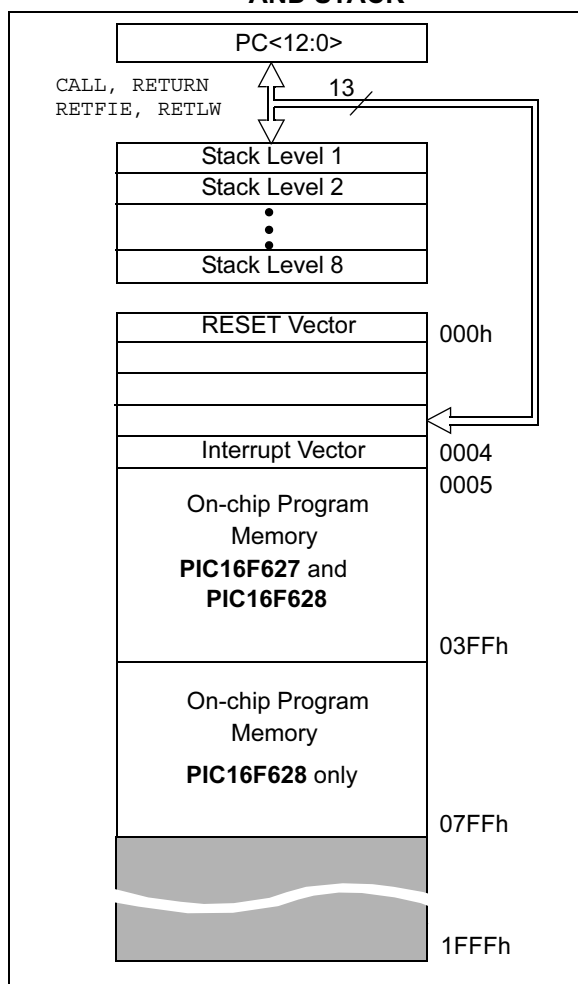 AND STACK
PC<12:0>
CALL, RETURN
RETFIE, RETLW
13
Stack Level 1
Stack Level 2
Stack Level 8
RESET Vector
000h
Interrupt Vector
0004
0005
On-chip Program
Memory
PIC16F627 and
PIC16F628
03FFh
On-chip Program
Memory
PIC16F628 only
07FFh
1FFFh